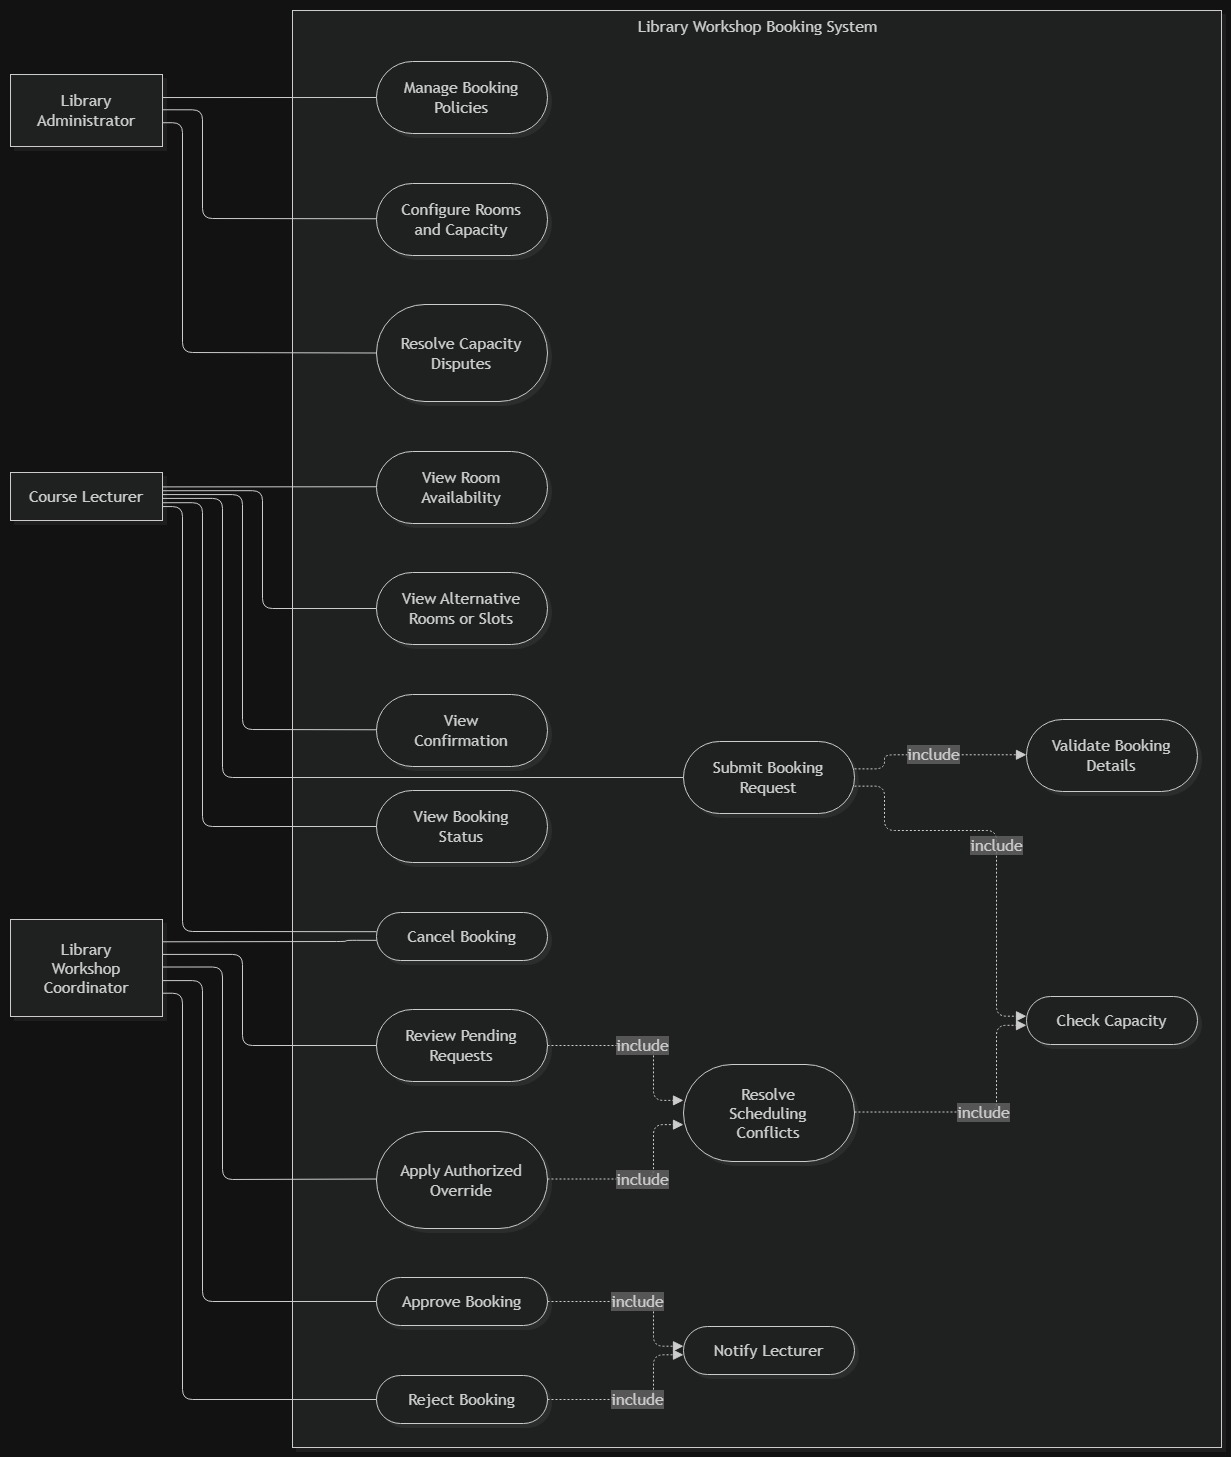 Library Workshop Booking System
Library
Administrator
Manage Booking
Policies
Configure Rooms
and Capacity
Resolve Capacity
Disputes
Course Lecturer
View Room
Availability
View Alternative
Rooms or Slots
View
Confirmation
Submit Booking
Request
include
Validate Booking
Details
View Booking
Status
include
Library
Workshop
Coordinator
Cancel Booking
Check Capacity
Review Pending
Requests
include
Resolve
Scheduling
Conflicts
include
Apply Authorized
Override
include
Approve Booking
include
Notify Lecturer
Reject Booking
include